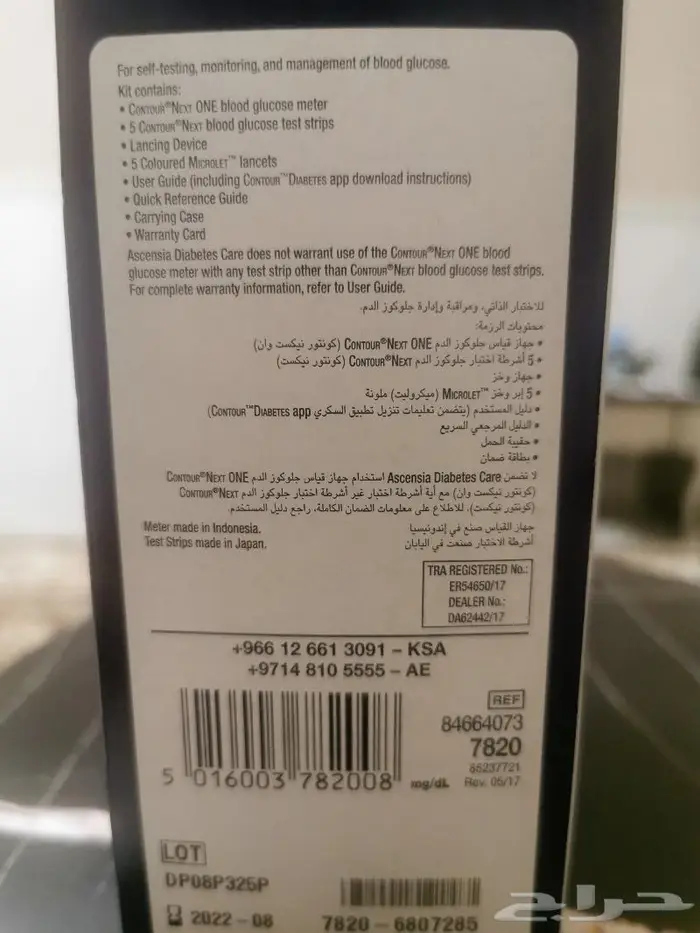 For self-testing, monitoring, and management of blood glucose.
Kit contains:
• CONTOUR®NEXT ONE blood glucose meter
• 5 CONTOUR®NEXT blood glucose test strips
• Lancing Device
• 5 Coloured MICROLET™ lancets
• User Guide (including CONTOUR™DIABETES app download instructions)
• Quick Reference Guide
• Carrying Case
• Warranty Card
Ascensia Diabetes Care does not warrant use of the CONTOUR®NEXT ONE blood
glucose meter with any test strip other than CONTOUR®NEXT blood glucose test strips.
For complete warranty information, refer to User Guide.
للاختبار الذاتي، ومراقبة وإدارة جلوكوز الدم.
محتويات الرزمة:
• جهاز قياس جلوكوز الدم CONTOUR®NEXT ONE (كونتور نيكست وان)
• 5 أشرطة اختبار جلوكوز الدم CONTOUR®NEXT (كونتور نيكست)
• جهاز وخز
• 5 إبر وخز MICROLET™ (ميكروليت) ملونة
• دليل المستخدم (يتضمن تعليمات تنزيل تطبيق السكري CONTOUR™DIABETES app)
• الدليل المرجعي السريع
• حقيبة الحمل
• بطاقة ضمان
لا تضمن Ascensia Diabetes Care استخدام جهاز قياس جلوكوز الدم CONTOUR®NEXT ONE
(كونتور نيكست وان) مع أية أشرطة اختبار غير أشرطة اختبار جلوكوز الدم CONTOUR®NEXT
(كونتور نيكست). للاطلاع على معلومات الضمان الكاملة، راجع دليل المستخدم.
Meter made in Indonesia. جهاز القياس صنع في إندونيسيا
Test Strips made in Japan. أشرطة الاختبار صنعت في اليابان
TRA REGISTERED No.:
ER54650/17
DEALER No.:
DA62442/17
+966 12 661 3091 – KSA
+9714 810 5555 – AE
REF
84664073
7820
86237721
Rev. 06/17
5 016003 782008 mg/dL
LOT
DP08P325P
2022-08
7820-6807285
حراج